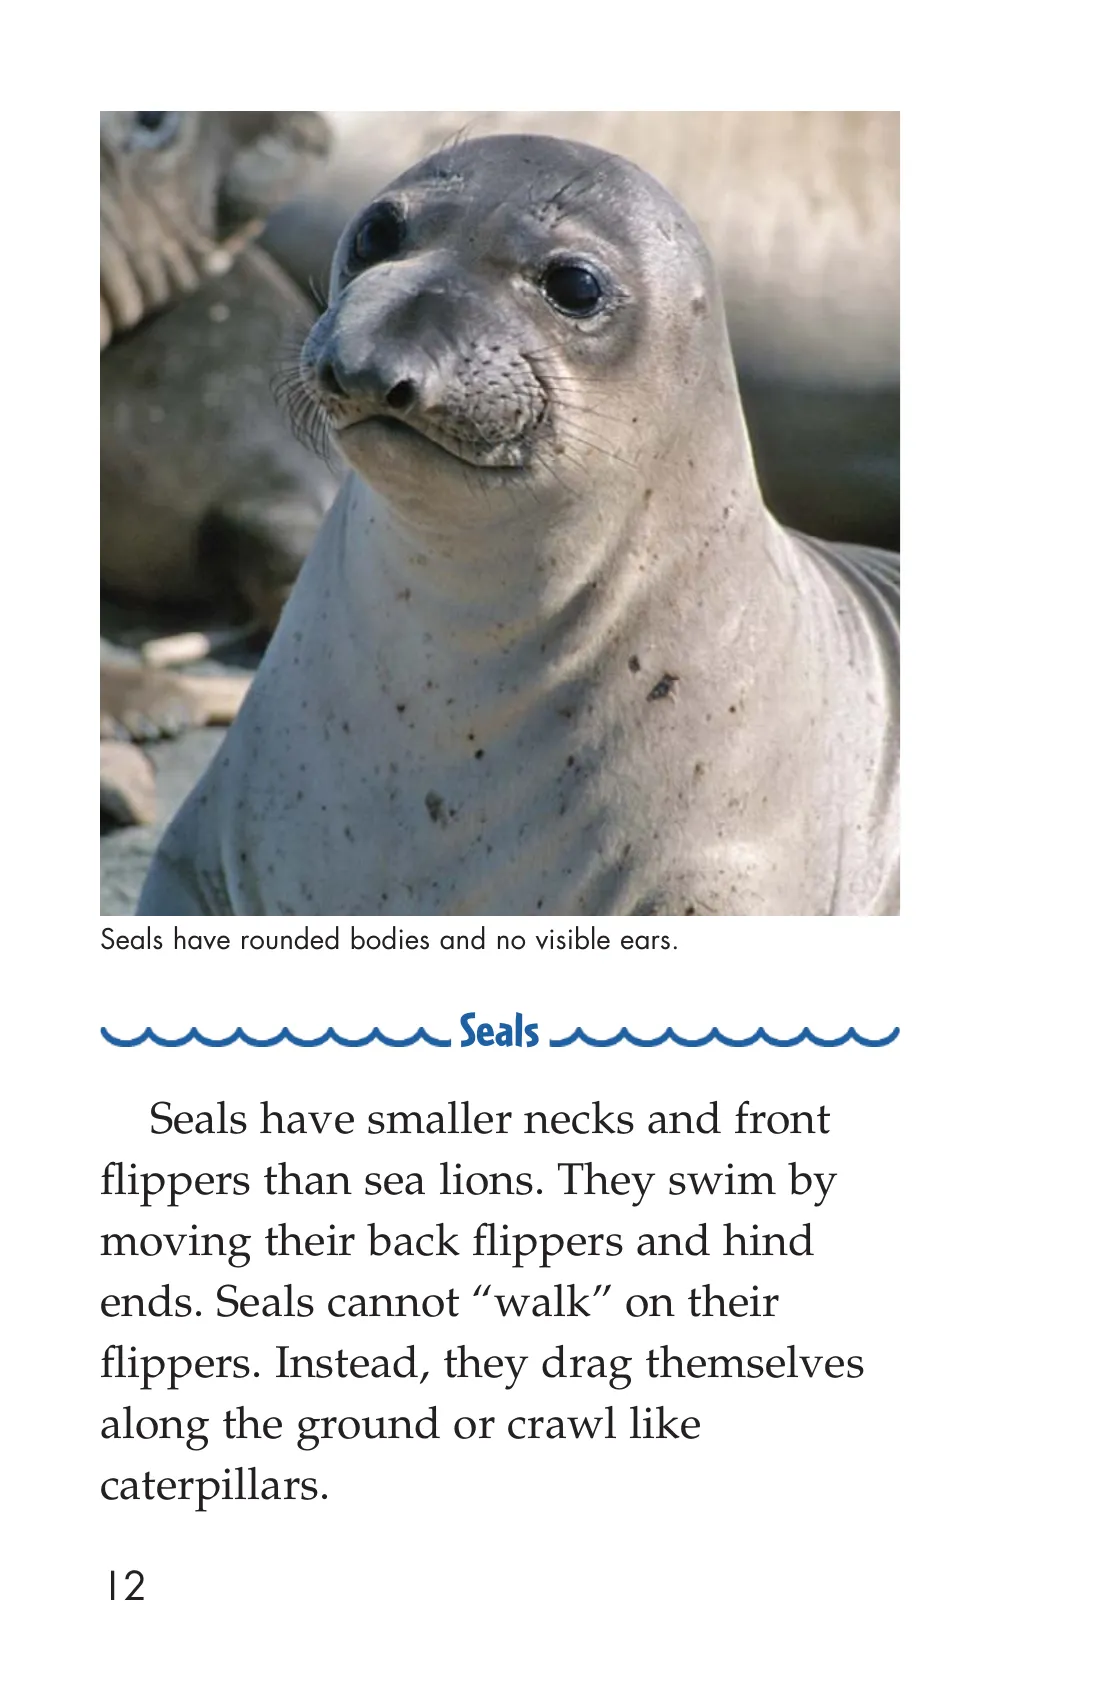 Seals have rounded bodies and no visible ears.
Seals
Seals have smaller necks and front
flippers than sea lions. They swim by
moving their back flippers and hind
ends. Seals cannot “walk” on their
flippers. Instead, they drag themselves
along the ground or crawl like
caterpillars.
12